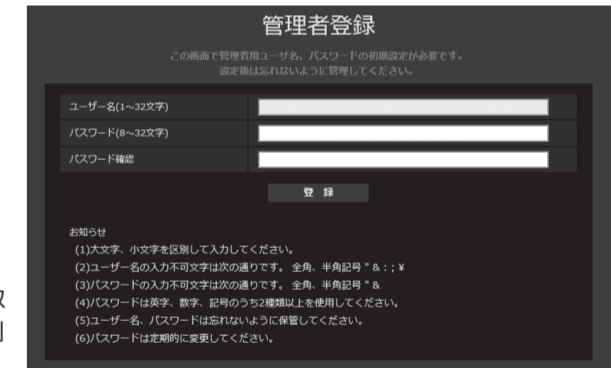 管理者登録
この画面で管理者用ユーザ名、パスワードの初期設定が必要です。
設定後は忘れないように管理してください。
ユーザー名(1～32文字)
パスワード(8～32文字)
パスワード確認
登 録
お知らせ
(1)大文字、小文字を区別して入力してください。
(2)ユーザー名の入力不可文字は次の通りです。 全角、半角記号 " & : ; ¥
(3)パスワードの入力不可文字は次の通りです。 全角、半角記号 " &
(4)パスワードは英字、数字、記号のうち2種類以上を使用してください。
(5)ユーザー名、パスワードは忘れないように保管してください。
(6)パスワードは定期的に変更してください。